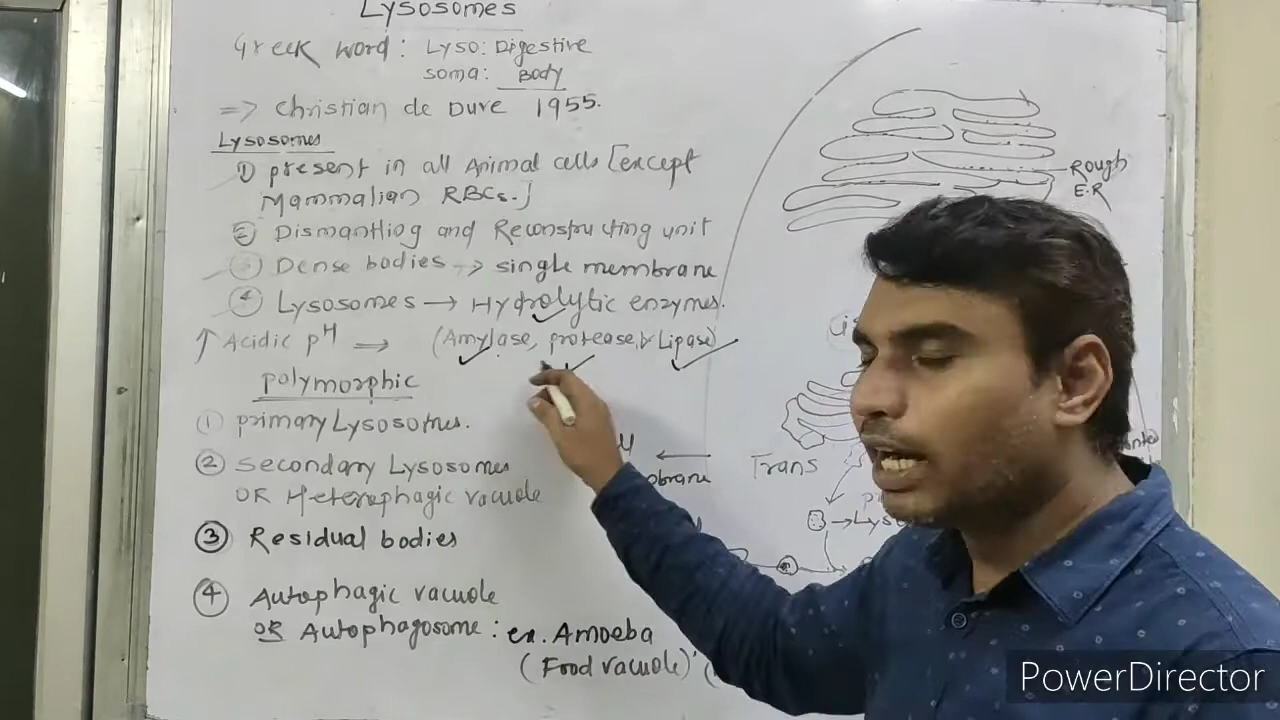 Lysosomes
Greek word : Lyso : Digestive
soma : Body
=> Christian de Duve 1955.
Lysosomes
① present in all Animal cells [except
Mammalian RBCs.]
② Dismantling and Reconstructing unit
③ Dense bodies → single membrane
④ Lysosomes → Hydrolytic enzymes.
↑ Acidic pH => (Amylase, protease, & Lipase)
polymorphic
① primary Lysosomes.
② secondary Lysosomes
OR Heterophagic vacuole
③ Residual bodies
④ Autophagic vacuole
OR Autophagosome : ex. Amoeba
(Food vacuole)
Rough
E.R
Trans
PowerDirector